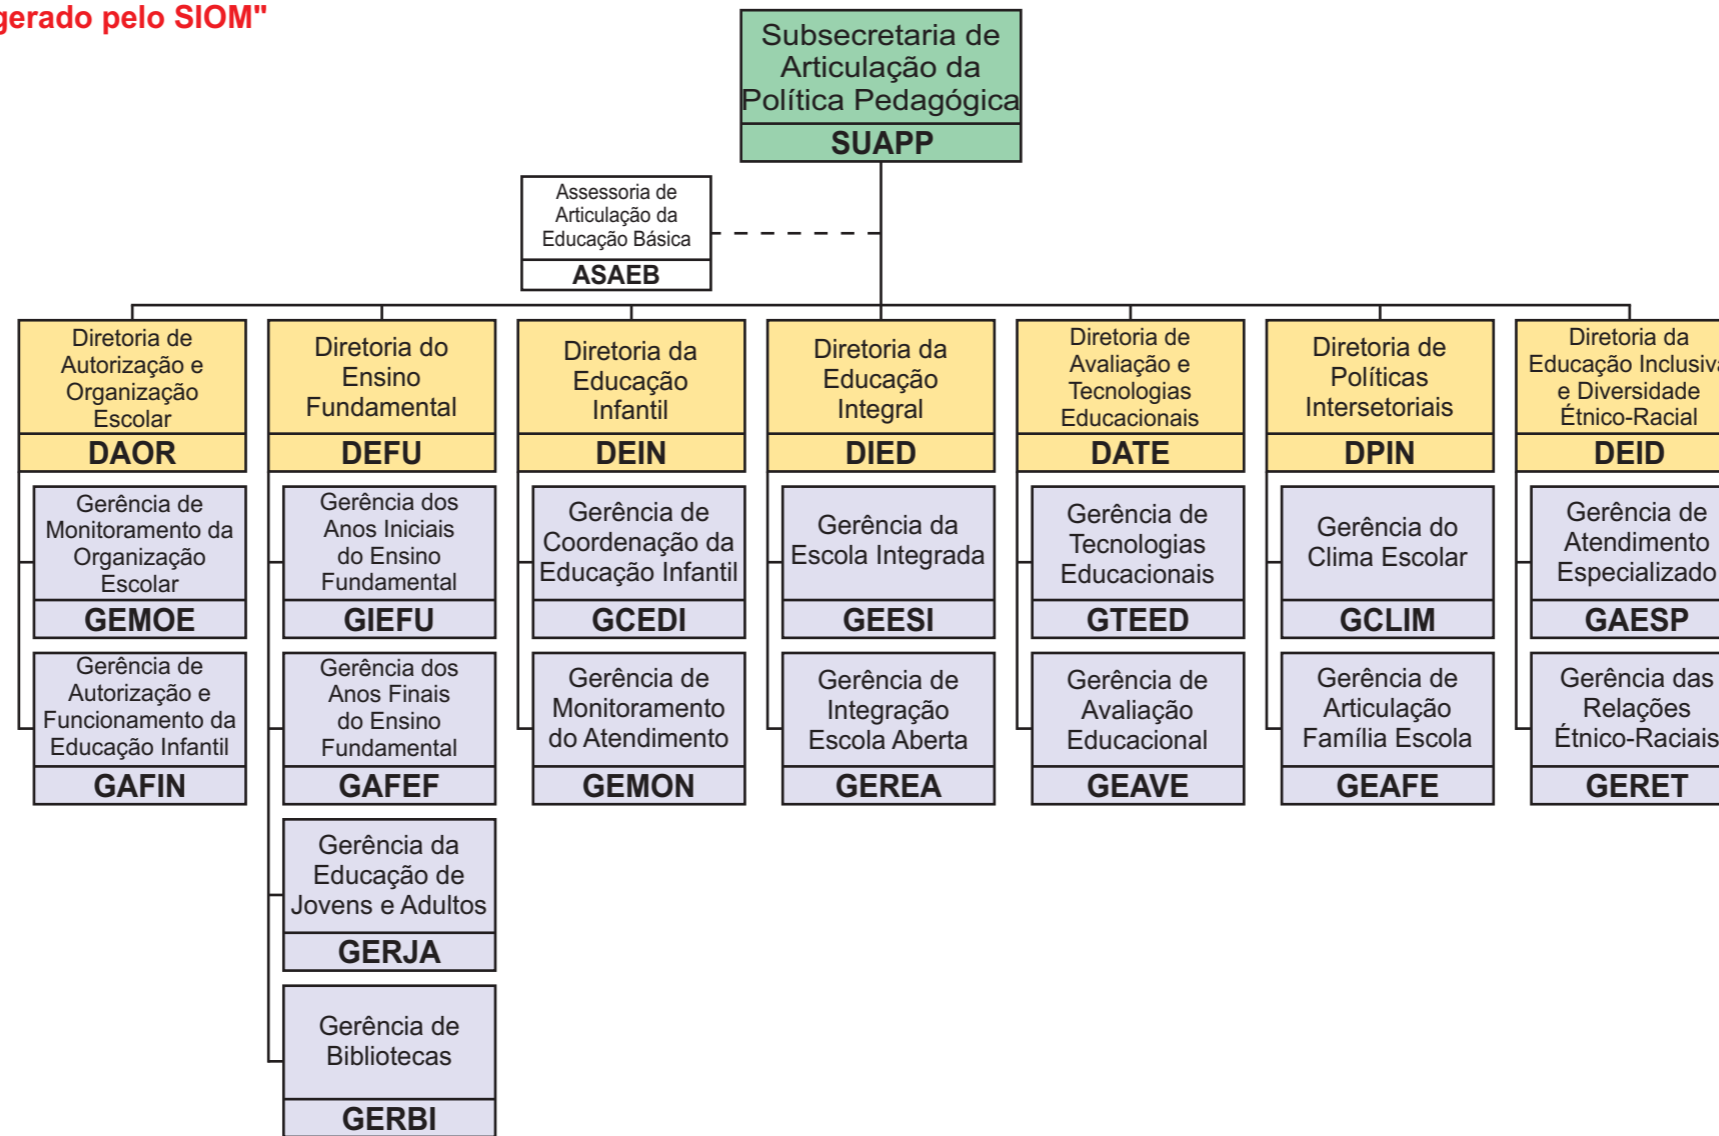 gerado pelo SIOM"
Subsecretaria de
Articulação da
Política Pedagógica
SUAPP
Assessoria de
Articulação da
Educação Básica
ASAEB
Diretoria de
Autorização e
Organização
Escolar
DAOR
Gerência de
Monitoramento da
Organização
Escolar
GEMOE
Gerência de
Autorização e
Funcionamento da
Educação Infantil
GAFIN
Diretoria do
Ensino
Fundamental
DEFU
Gerência dos
Anos Iniciais
do Ensino
Fundamental
GIEFU
Gerência dos
Anos Finais
do Ensino
Fundamental
GAFEF
Gerência da
Educação de
Jovens e Adultos
GERJA
Gerência de
Bibliotecas
GERBI
Diretoria da
Educação
Infantil
DEIN
Gerência de
Coordenação da
Educação Infantil
GCEDI
Gerência de
Monitoramento
do Atendimento
GEMON
Diretoria da
Educação
Integral
DIED
Gerência da
Escola Integrada
GEESI
Gerência de
Integração
Escola Aberta
GEREA
Diretoria de
Avaliação e
Tecnologias
Educacionais
DATE
Gerência de
Tecnologias
Educacionais
GTEED
Gerência de
Avaliação
Educacional
GEAVE
Diretoria de
Políticas
Intersetoriais
DPIN
Gerência do
Clima Escolar
GCLIM
Gerência de
Articulação
Família Escola
GEAFE
Diretoria da
Educação Inclusiva
e Diversidade
Étnico-Racial
DEID
Gerência de
Atendimento
Especializado
GAESP
Gerência das
Relações
Étnico-Raciais
GERET